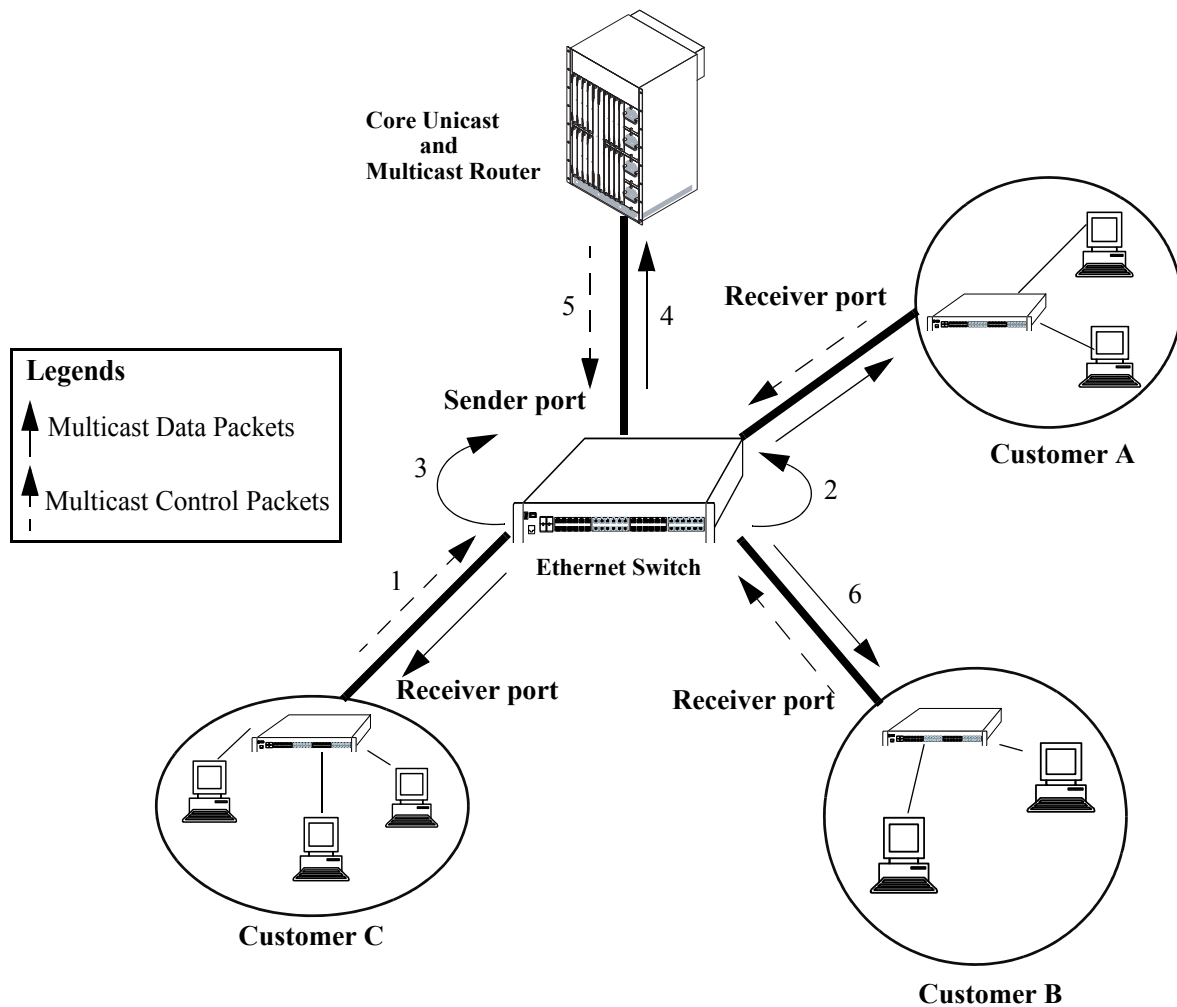 Core Unicast
and
Multicast Router
5
4
Receiver port
Legends
Multicast Data Packets
Multicast Control Packets
Sender port
Customer A
3
2
Ethernet Switch
1
6
Receiver port
Receiver port
Customer C
Customer B